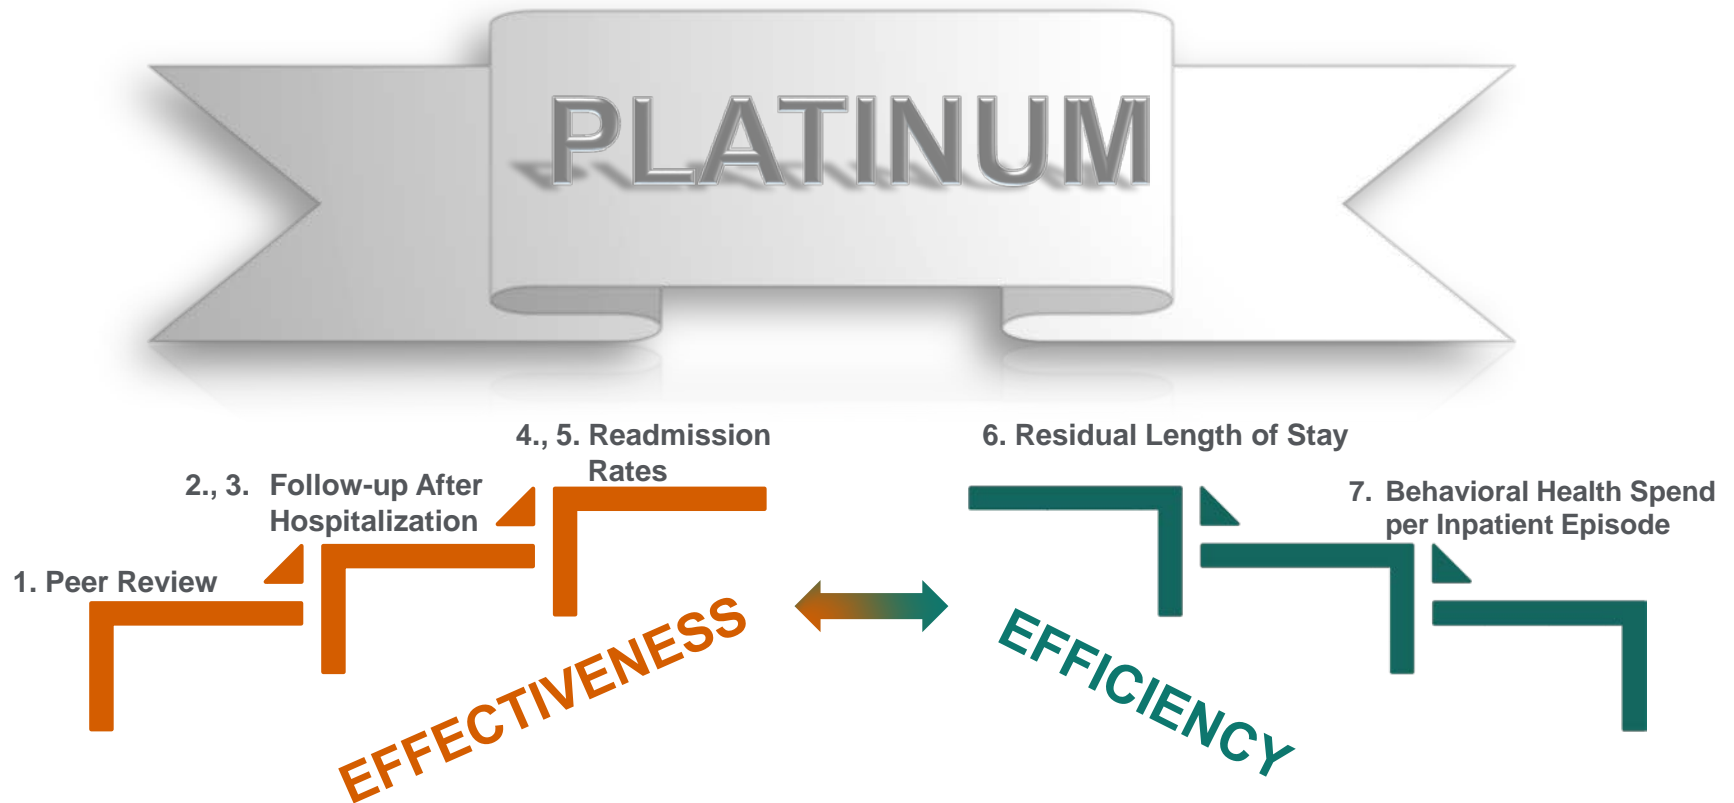 PLATINUM
4., 5. Readmission
Rates
6. Residual Length of Stay
2., 3. Follow-up After
Hospitalization
7. Behavioral Health Spend
per Inpatient Episode
1. Peer Review
EFFECTIVENESS
EFFICIENCY